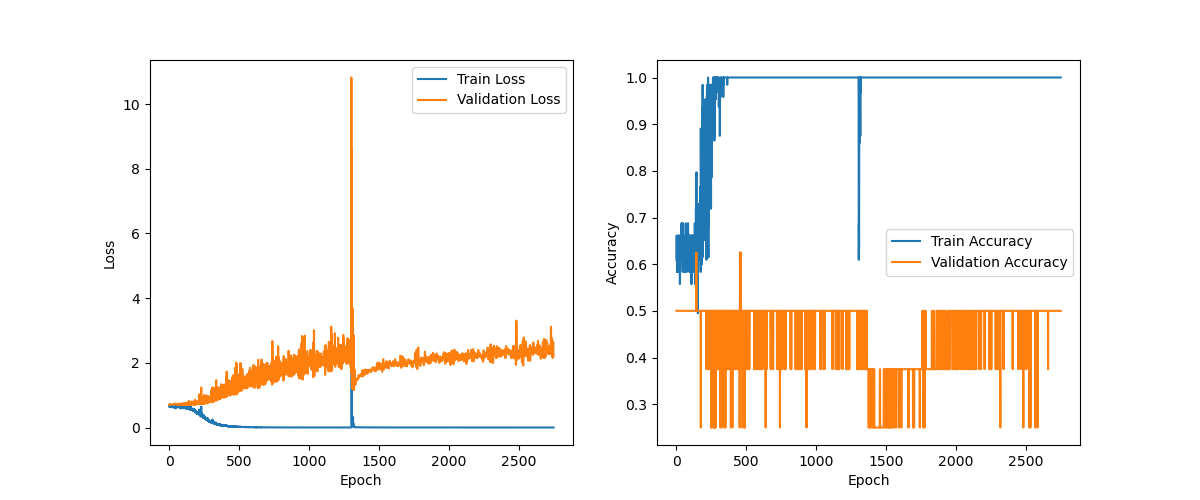 Train Loss
Validation Loss
10
8
6
4
2
0
Loss
0 500 1000 1500 2000 2500
Epoch
1.0
0.9
0.8
0.7
0.6
0.5
0.4
0.3
Accuracy
Train Accuracy
Validation Accuracy
0 500 1000 1500 2000 2500
Epoch